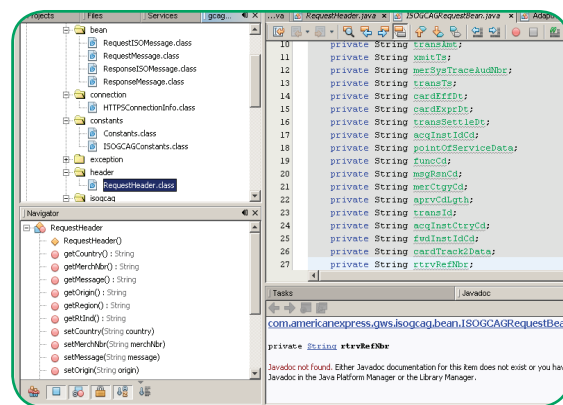 Projects Files Services gcag...
bean
RequestISOMessage.class
RequestMessage.class
ResponseISOMessage.class
ResponseMessage.class
connection
HTTPSConnectionInfo.class
constants
Constants.class
ISOGCAGConstants.class
exception
header
RequestHeader.class
isogcag
Navigator
RequestHeader
RequestHeader()
getCountry() : String
getMerchNbr() : String
getMessage() : String
getOrigin() : String
getRegion() : String
getRtInd() : String
setCountry(String country)
setMerchNbr(String merchNbr)
setMessage(String message)
setOrigin(String origin)
...va RequestHeader.java ISOGCAGRequestBean.java
10 private String transAmt;
11 private String xmitTs;
12 private String merSysTraceAudNbr;
13 private String transTs;
14 private String cardEffDt;
15 private String cardExprDt;
16 private String transSettleDt;
17 private String acqInstIdCd;
18 private String pointOfServiceData;
19 private String funcCd;
20 private String msgRsnCd;
21 private String merCtgyCd;
22 private String aprvCdLgth;
23 private String transId;
24 private String acqInstCtryCd;
25 private String fwdInstIdCd;
26 private String cardTrack2Data;
27 private String rtrvRefNbr;
Tasks Javadoc
com.americanexpress.gws.isogcag.bean.ISOGCAGRequestBea
private String rtrvRefNbr
Javadoc not found. Either Javadoc documentation for this item does not exist or you hav
Javadoc in the Java Platform Manager or the Library Manager.